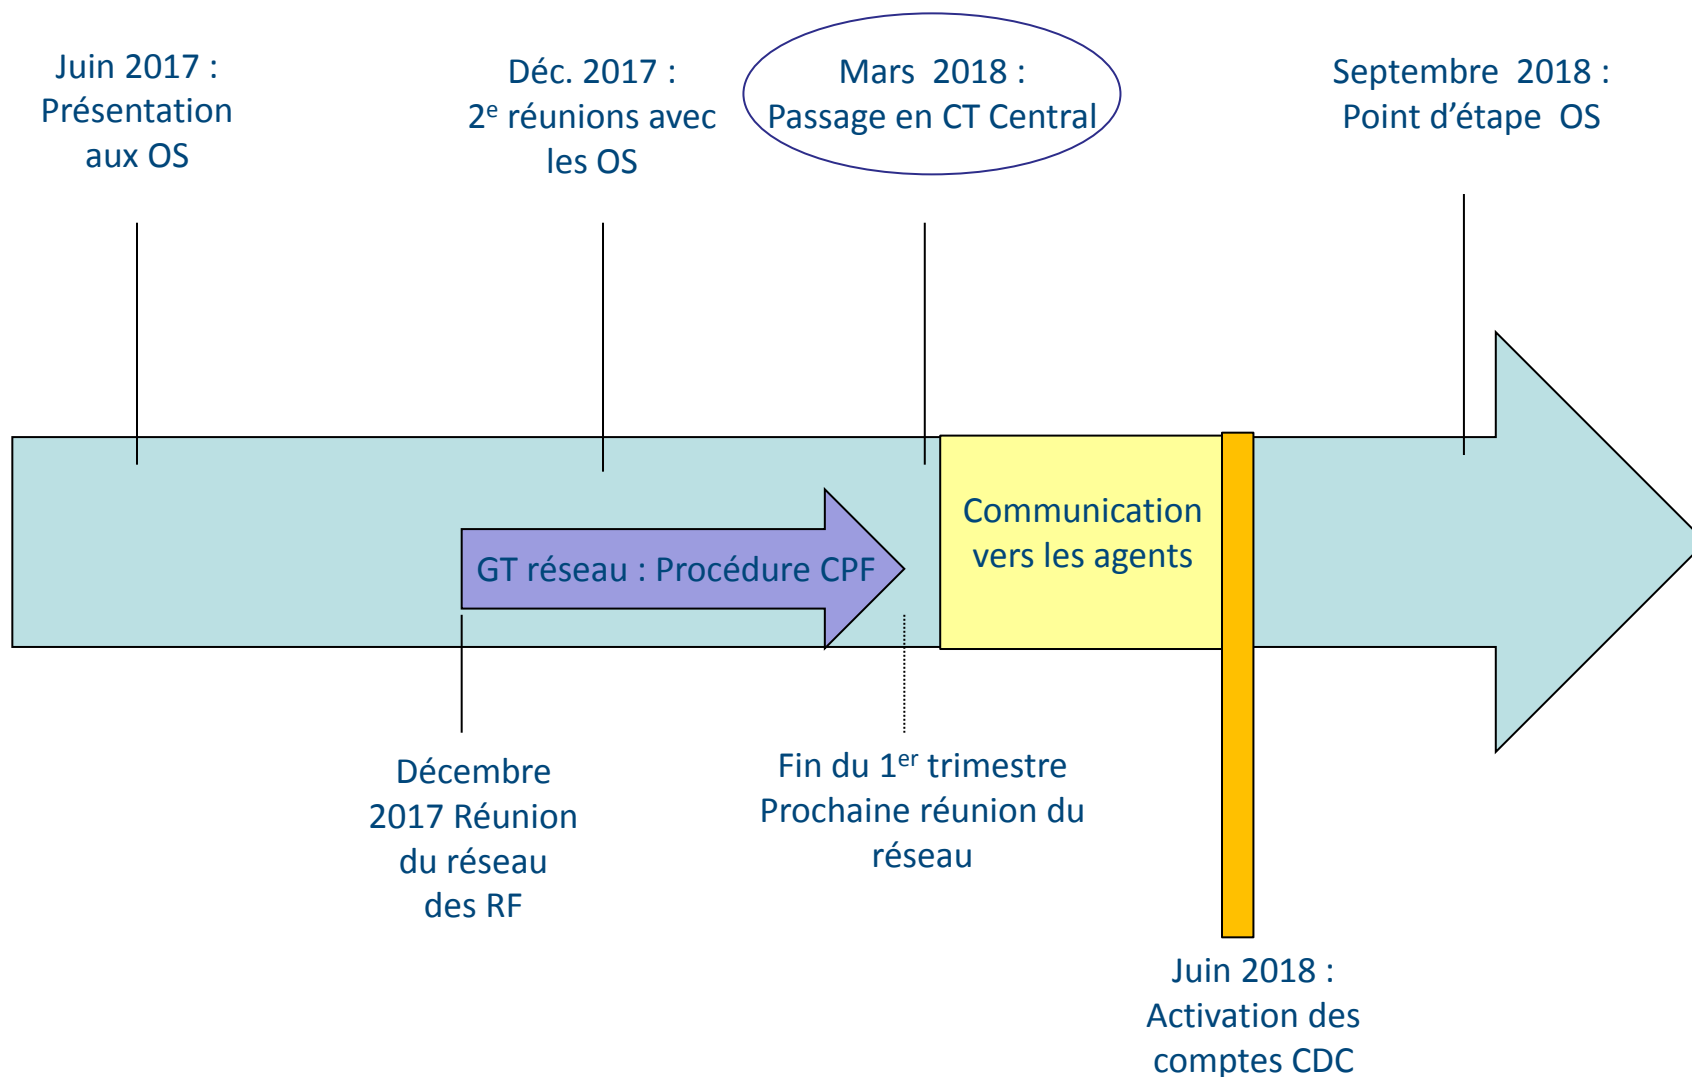 Juin 2017 :
Présentation
aux OS
Déc. 2017 :
2e réunions avec
les OS
Mars 2018 :
Passage en CT Central
Septembre 2018 :
Point d’étape OS
GT réseau : Procédure CPF
Communication
vers les agents
Décembre
2017 Réunion
du réseau
des RF
Fin du 1er trimestre
Prochaine réunion du
réseau
Juin 2018 :
Activation des
comptes CDC